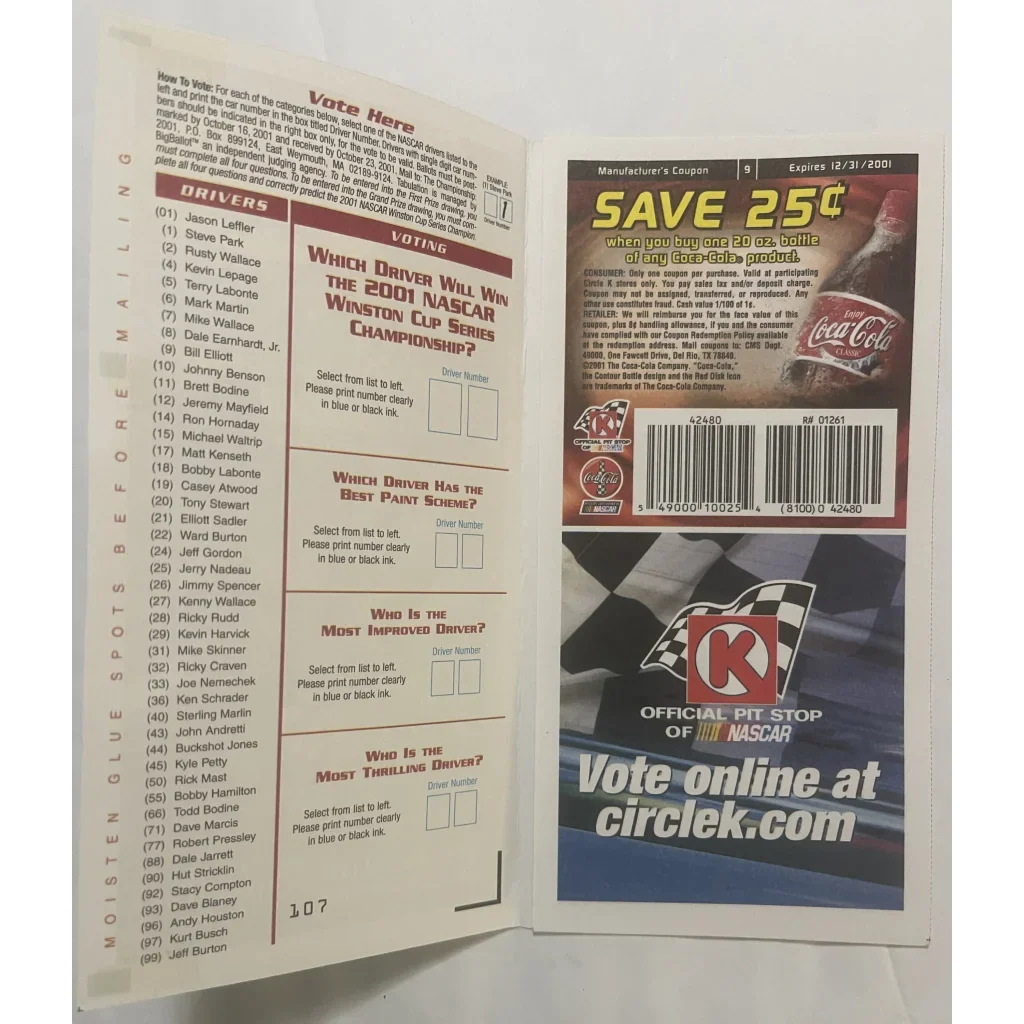 MOISTEN GLUE SPOTS BEFORE MAILING
Vote Here
How To Vote: For each of the categories below, select one of the NASCAR drivers listed to the
left and print the car number in the box titled Driver Number. Drivers with single digit car num-
bers should be indicated in the right box only, for the vote to be valid. Ballots must be post-
marked by October 16, 2001 and received by October 23, 2001. Mail to: The Championship
2001, P.O. Box 899124, East Weymouth, MA 02189-9124. Tabulation is managed by
BigBallot™ an independent judging agency. To be entered into the First Prize drawing, you
must complete all four questions. To be entered into the Grand Prize drawing, you must com-
plete all four questions and correctly predict the 2001 NASCAR Winston Cup Series Champion.
EXAMPLE
(1) Steve Park
1
Driver Number
DRIVERS
(01) Jason Leffler
(1) Steve Park
(2) Rusty Wallace
(4) Kevin Lepage
(5) Terry Labonte
(6) Mark Martin
(7) Mike Wallace
(8) Dale Earnhardt, Jr.
(9) Bill Elliott
(10) Johnny Benson
(11) Brett Bodine
(12) Jeremy Mayfield
(14) Ron Hornaday
(15) Michael Waltrip
(17) Matt Kenseth
(18) Bobby Labonte
(19) Casey Atwood
(20) Tony Stewart
(21) Elliott Sadler
(22) Ward Burton
(24) Jeff Gordon
(25) Jerry Nadeau
(26) Jimmy Spencer
(27) Kenny Wallace
(28) Ricky Rudd
(29) Kevin Harvick
(31) Mike Skinner
(32) Ricky Craven
(33) Joe Nemechek
(36) Ken Schrader
(40) Sterling Marlin
(43) John Andretti
(44) Buckshot Jones
(45) Kyle Petty
(50) Rick Mast
(55) Bobby Hamilton
(66) Todd Bodine
(71) Dave Marcis
(77) Robert Pressley
(88) Dale Jarrett
(90) Hut Stricklin
(92) Stacy Compton
(93) Dave Blaney
(96) Andy Houston
(97) Kurt Busch
(99) Jeff Burton
VOTING
WHICH DRIVER WILL WIN
THE 2001 NASCAR
WINSTON CUP SERIES
CHAMPIONSHIP?
Select from list to left.
Please print number clearly
in blue or black ink.
Driver Number
WHICH DRIVER HAS THE
BEST PAINT SCHEME?
Select from list to left.
Please print number clearly
in blue or black ink.
Driver Number
WHO IS THE
MOST IMPROVED DRIVER?
Select from list to left.
Please print number clearly
in blue or black ink.
Driver Number
WHO IS THE
MOST THRILLING DRIVER?
Select from list to left.
Please print number clearly
in blue or black ink.
Driver Number
107
Manufacturer's Coupon 9 Expires 12/31/2001
SAVE 25¢
when you buy one 20 oz. bottle
of any Coca-Cola® product.
CONSUMER: Only one coupon per purchase. Valid at participating
Circle K stores only. You pay sales tax and/or deposit charge.
Coupon may not be assigned, transferred, or reproduced. Any
other use constitutes fraud. Cash value 1/100 of 1¢.
RETAILER: We will reimburse you for the face value of this
coupon, plus 8¢ handling allowance, if you and the consumer
have complied with our Coupon Redemption Policy available
at the redemption address. Mail coupons to: CMS Dept.
49000, One Fawcett Drive, Del Rio, TX 78840.
©2001 The Coca-Cola Company. "Coca-Cola,"
the Contour Bottle design and the Red Disk Icon
are trademarks of The Coca-Cola Company.
Enjoy
Coca-Cola
CLASSIC
K
OFFICIAL PIT STOP
OF NASCAR
Coca-Cola
NASCAR
42480
R# 01261
5 49000 10025 4
(8100) 0 42480
K
OFFICIAL PIT STOP
OF NASCAR
Vote online at
circlek.com